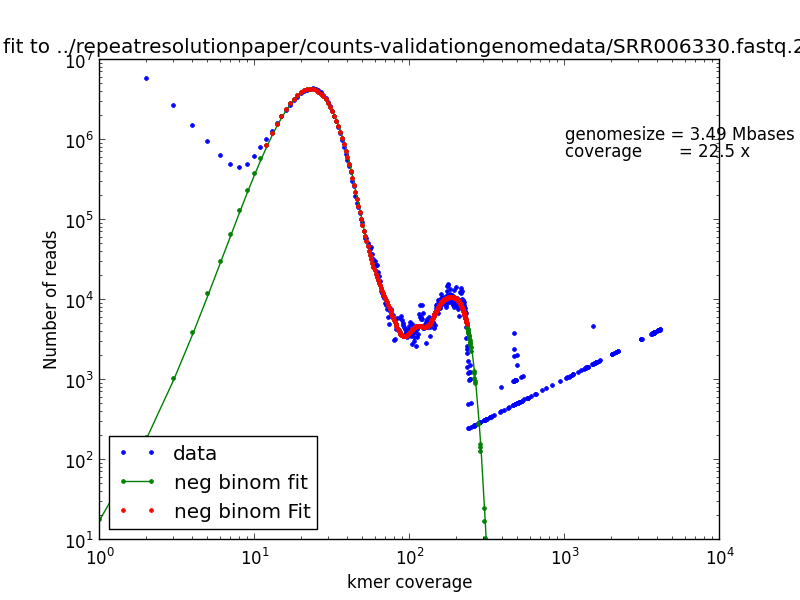 fit to ../repeatresolutionpaper/counts-validationgenomedata/SRR006330.fastq.2
10^7
10^6
10^5
10^4
10^3
10^2
10^1
Number of reads
genomesize = 3.49 Mbases
coverage = 22.5 x
data
neg binom fit
neg binom Fit
10^0 10^1 10^2 10^3 10^4
kmer coverage